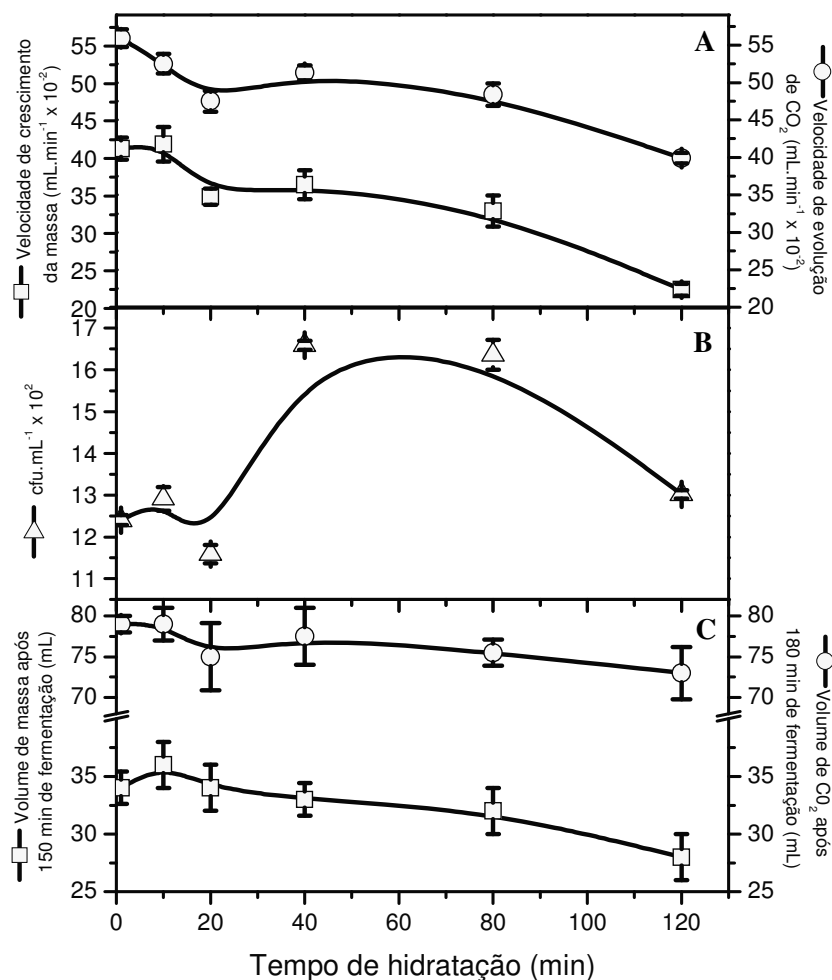 A
B
C
55
50
45
40
35
30
25
20
55
50
45
40
35
30
25
20
17
16
15
14
13
12
11
80
75
70
35
30
25
80
75
70
35
30
25
0 20 40 60 80 100 120
Tempo de hidratação (min)
Velocidade de crescimento
da massa (mL.min⁻¹ x 10⁻²)
Velocidade de evolução
de CO₂ (mL.min⁻¹ x 10⁻²)
cfu.mL⁻¹ x 10²
Volume de massa após
150 min de fermentação (mL)
Volume de C0₂ após
180 min de fermentação (mL)